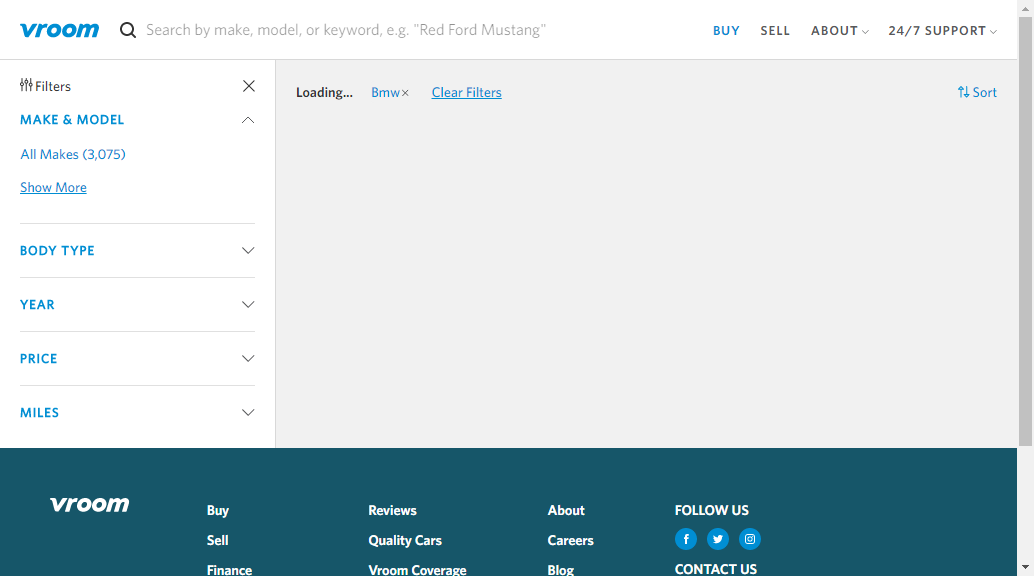 vroom Search by make, model, or keyword, e.g. "Red Ford Mustang" BUY SELL ABOUT 24/7 SUPPORT
Filters
Loading... Bmw× Clear Filters Sort
MAKE & MODEL
All Makes (3,075)
Show More
BODY TYPE
YEAR
PRICE
MILES
vroom
Buy Reviews About FOLLOW US
Sell Quality Cars Careers
Finance Vroom Coverage Blog CONTACT US